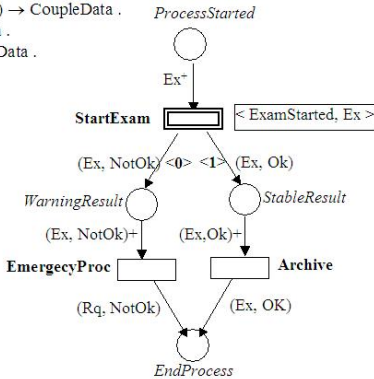 ) → CoupleData .
ProcessStarted
Data .
Ex+
StartExam
< ExamStarted, Ex >
(Ex, NotOk) <0> <1> (Ex, Ok)
WarningResult
StableResult
(Ex, NotOk)+
(Ex,Ok)+
EmergecyProc
Archive
(Rq, NotOk)
(Ex, OK)
EndProcess